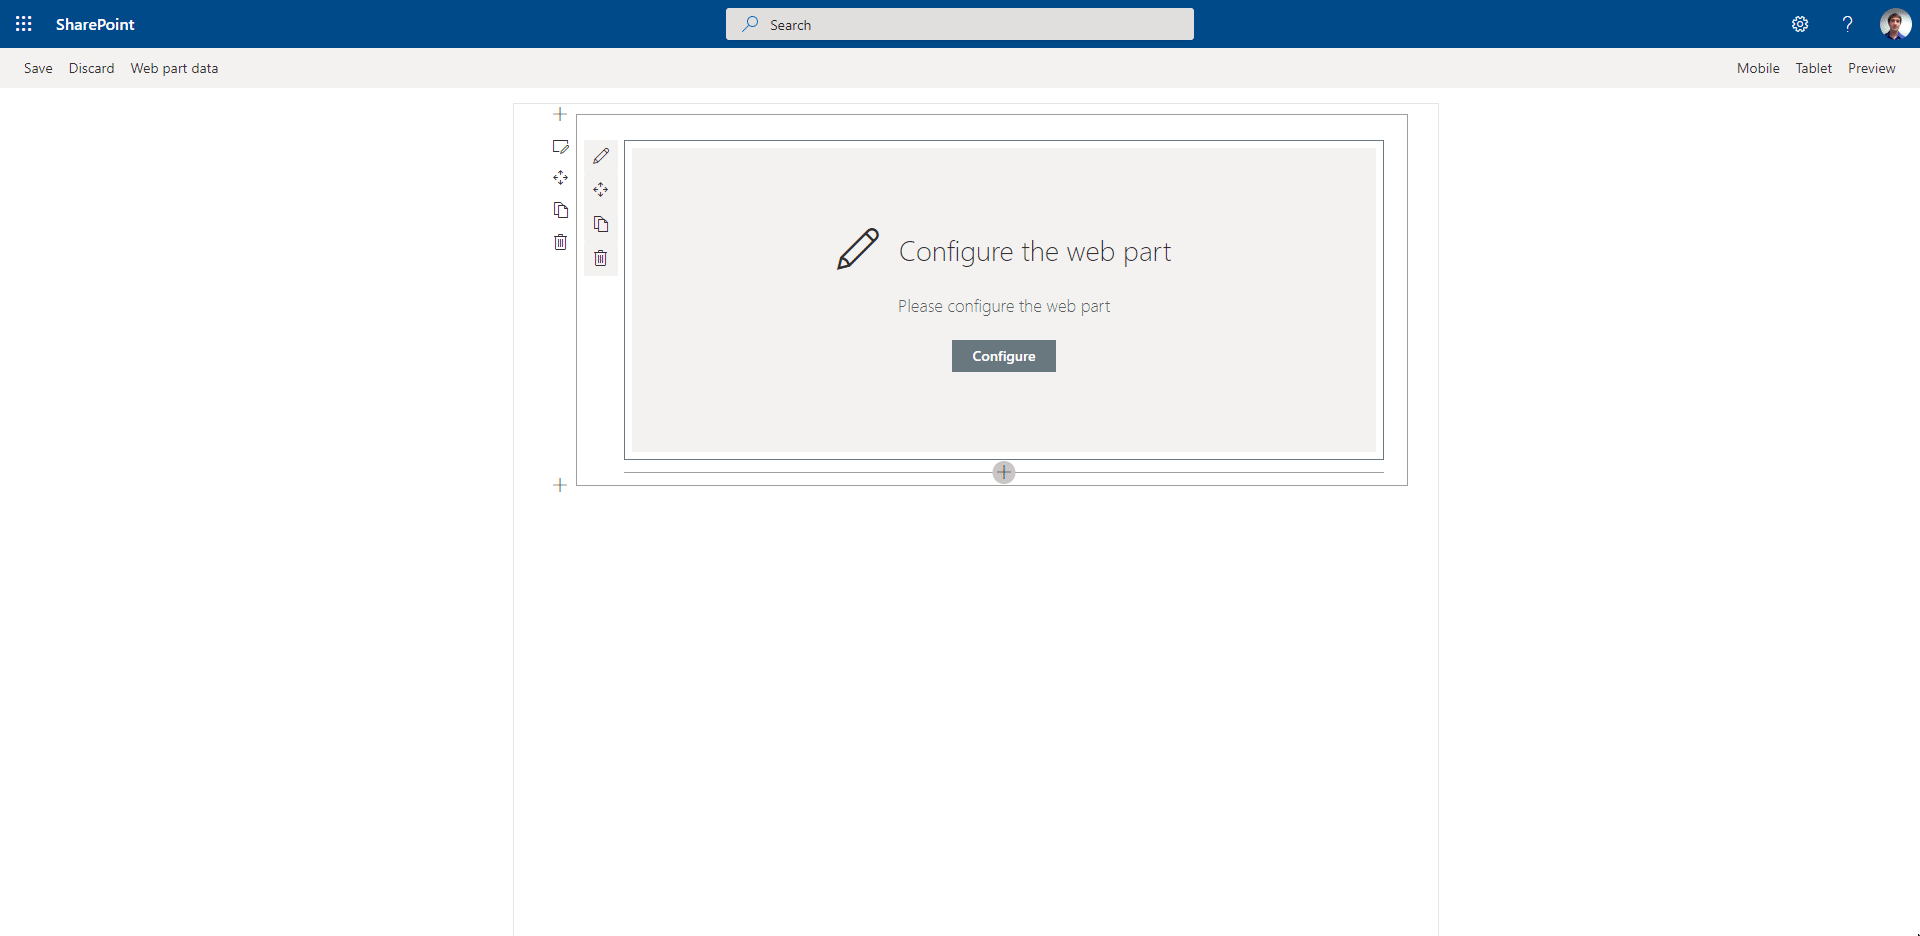 SharePoint
Search
?
Save Discard Web part data
Mobile Tablet Preview
Configure the web part
Please configure the web part
Configure